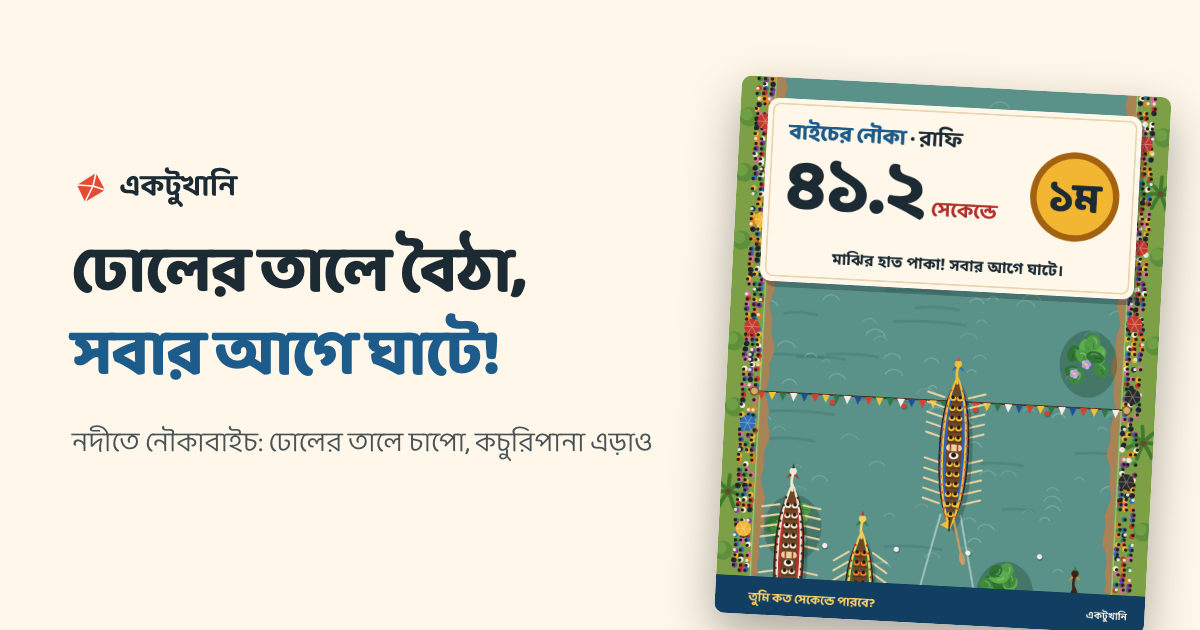 একটুখানি
ঢোলের তালে বৈঠা,
সবার আগে ঘাটে!
নদীতে নৌকাবাইচ: ঢোলের তালে চাপো, কচুরিপানা এড়াও
বাইচের নৌকা · রাফি
৪১.২ সেকেন্ডে
১ম
মাঝির হাত পাকা! সবার আগে ঘাটে।
তুমি কত সেকেন্ডে পারবে?
একটুখানি